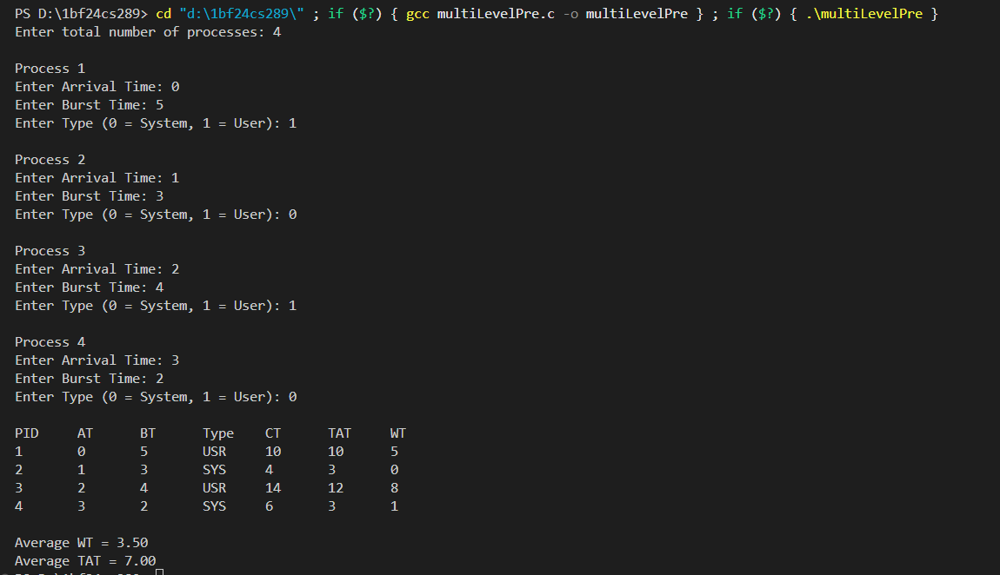 PS D:\1bf24cs289> cd "d:\1bf24cs289\" ; if ($?) { gcc multiLevelPre.c -o multiLevelPre } ; if ($?) { .\multiLevelPre }
Enter total number of processes: 4
Process 1
Enter Arrival Time: 0
Enter Burst Time: 5
Enter Type (0 = System, 1 = User): 1
Process 2
Enter Arrival Time: 1
Enter Burst Time: 3
Enter Type (0 = System, 1 = User): 0
Process 3
Enter Arrival Time: 2
Enter Burst Time: 4
Enter Type (0 = System, 1 = User): 1
Process 4
Enter Arrival Time: 3
Enter Burst Time: 2
Enter Type (0 = System, 1 = User): 0
PID AT BT Type CT TAT WT
1 0 5 USR 10 10 5
2 1 3 SYS 4 3 0
3 2 4 USR 14 12 8
4 3 2 SYS 6 3 1
Average WT = 3.50
Average TAT = 7.00